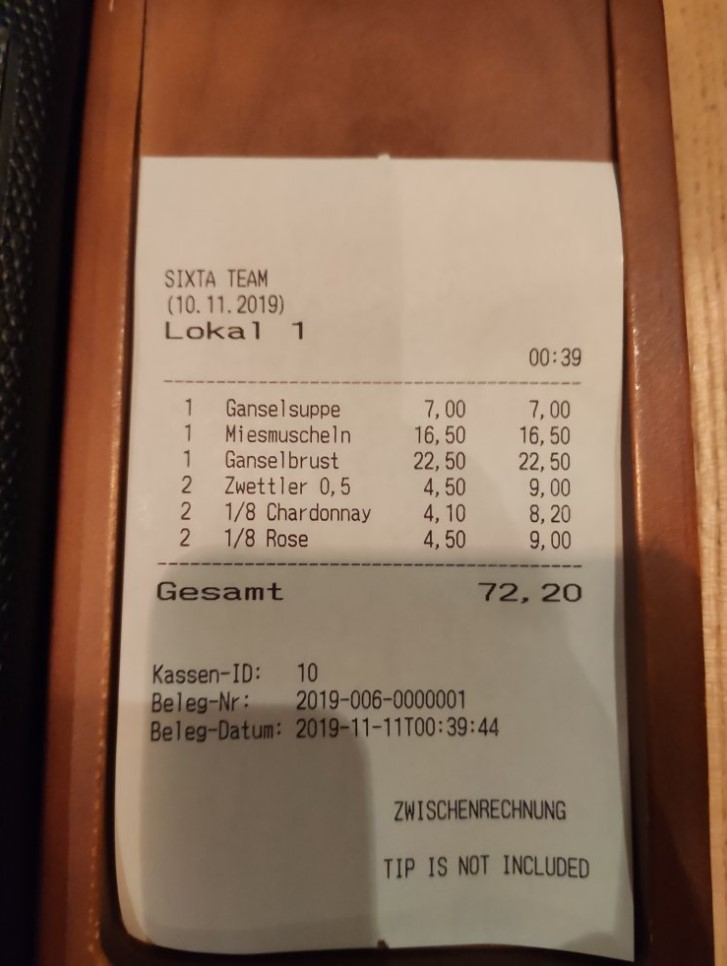 SIXTA TEAM
(10.11.2019)
Lokal 1
00:39
1 Ganselsuppe 7,00 7,00
1 Miesmuscheln 16,50 16,50
1 Ganselbrust 22,50 22,50
2 Zwettler 0,5 4,50 9,00
2 1/8 Chardonnay 4,10 8,20
2 1/8 Rose 4,50 9,00
Gesamt 72,20
Kassen-ID: 10
Beleg-Nr: 2019-006-0000001
Beleg-Datum: 2019-11-11T00:39:44
ZWISCHENRECHNUNG
TIP IS NOT INCLUDED